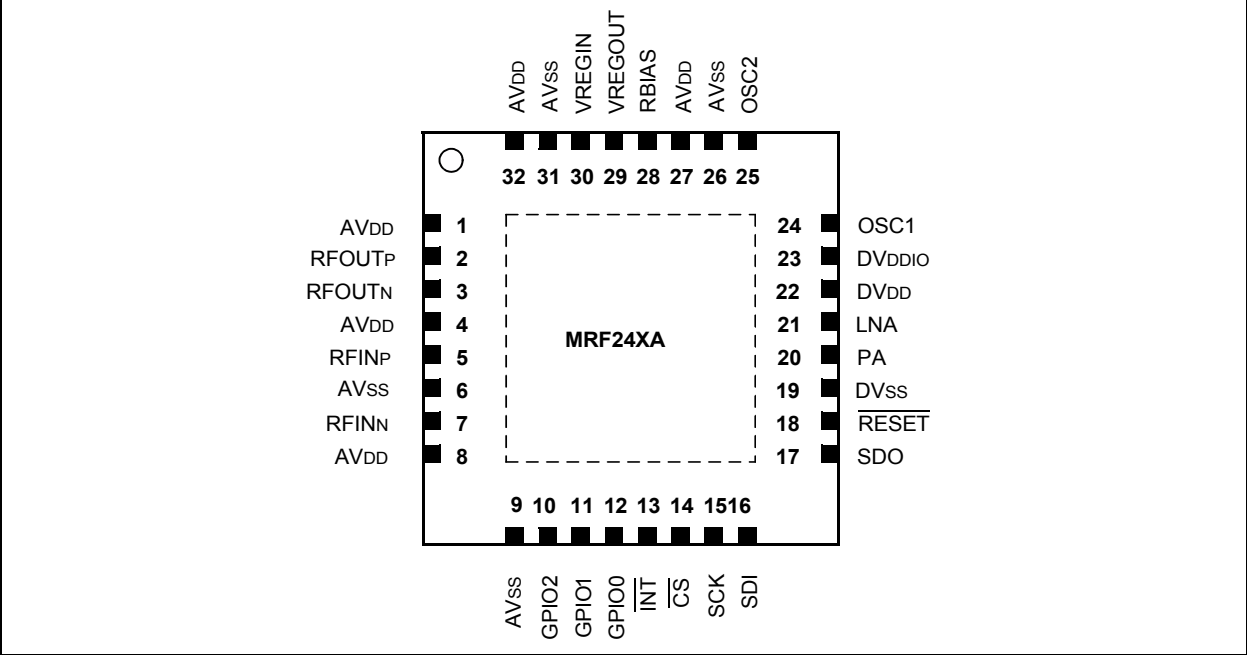 AVDD
AVSS
VREGIN
VREGOUT
RBIAS
AVDD
AVSS
OSC2
32 31 30 29 28 27 26 25
AVDD 1
RFOUTP 2
RFOUTN 3
AVDD 4
RFINP 5
AVSS 6
RFINN 7
AVDD 8
MRF24XA
24 OSC1
23 DVDDIO
22 DVDD
21 LNA
20 PA
19 DVSS
18 RESET
17 SDO
9 10 11 12 13 14 1516
AVSS
GPIO2
GPIO1
GPIO0
INT
CS
SCK
SDI